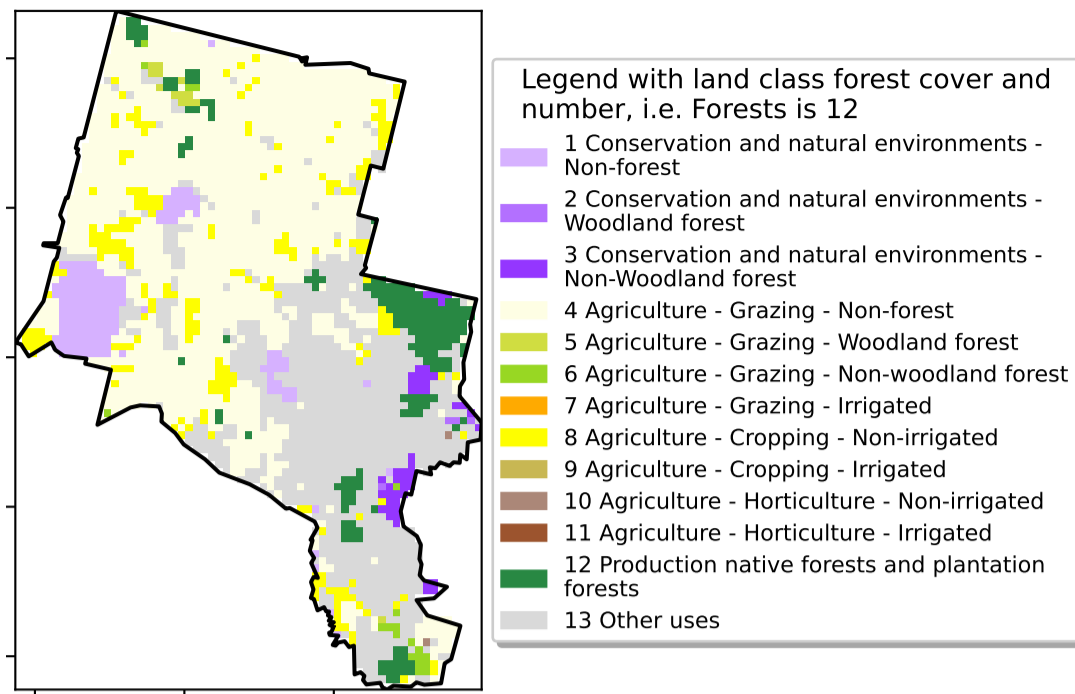 Legend with land class forest cover and
number, i.e. Forests is 12
1 Conservation and natural environments -
Non-forest
2 Conservation and natural environments -
Woodland forest
3 Conservation and natural environments -
Non-Woodland forest
4 Agriculture - Grazing - Non-forest
5 Agriculture - Grazing - Woodland forest
6 Agriculture - Grazing - Non-woodland forest
7 Agriculture - Grazing - Irrigated
8 Agriculture - Cropping - Non-irrigated
9 Agriculture - Cropping - Irrigated
10 Agriculture - Horticulture - Non-irrigated
11 Agriculture - Horticulture - Irrigated
12 Production native forests and plantation
forests
13 Other uses